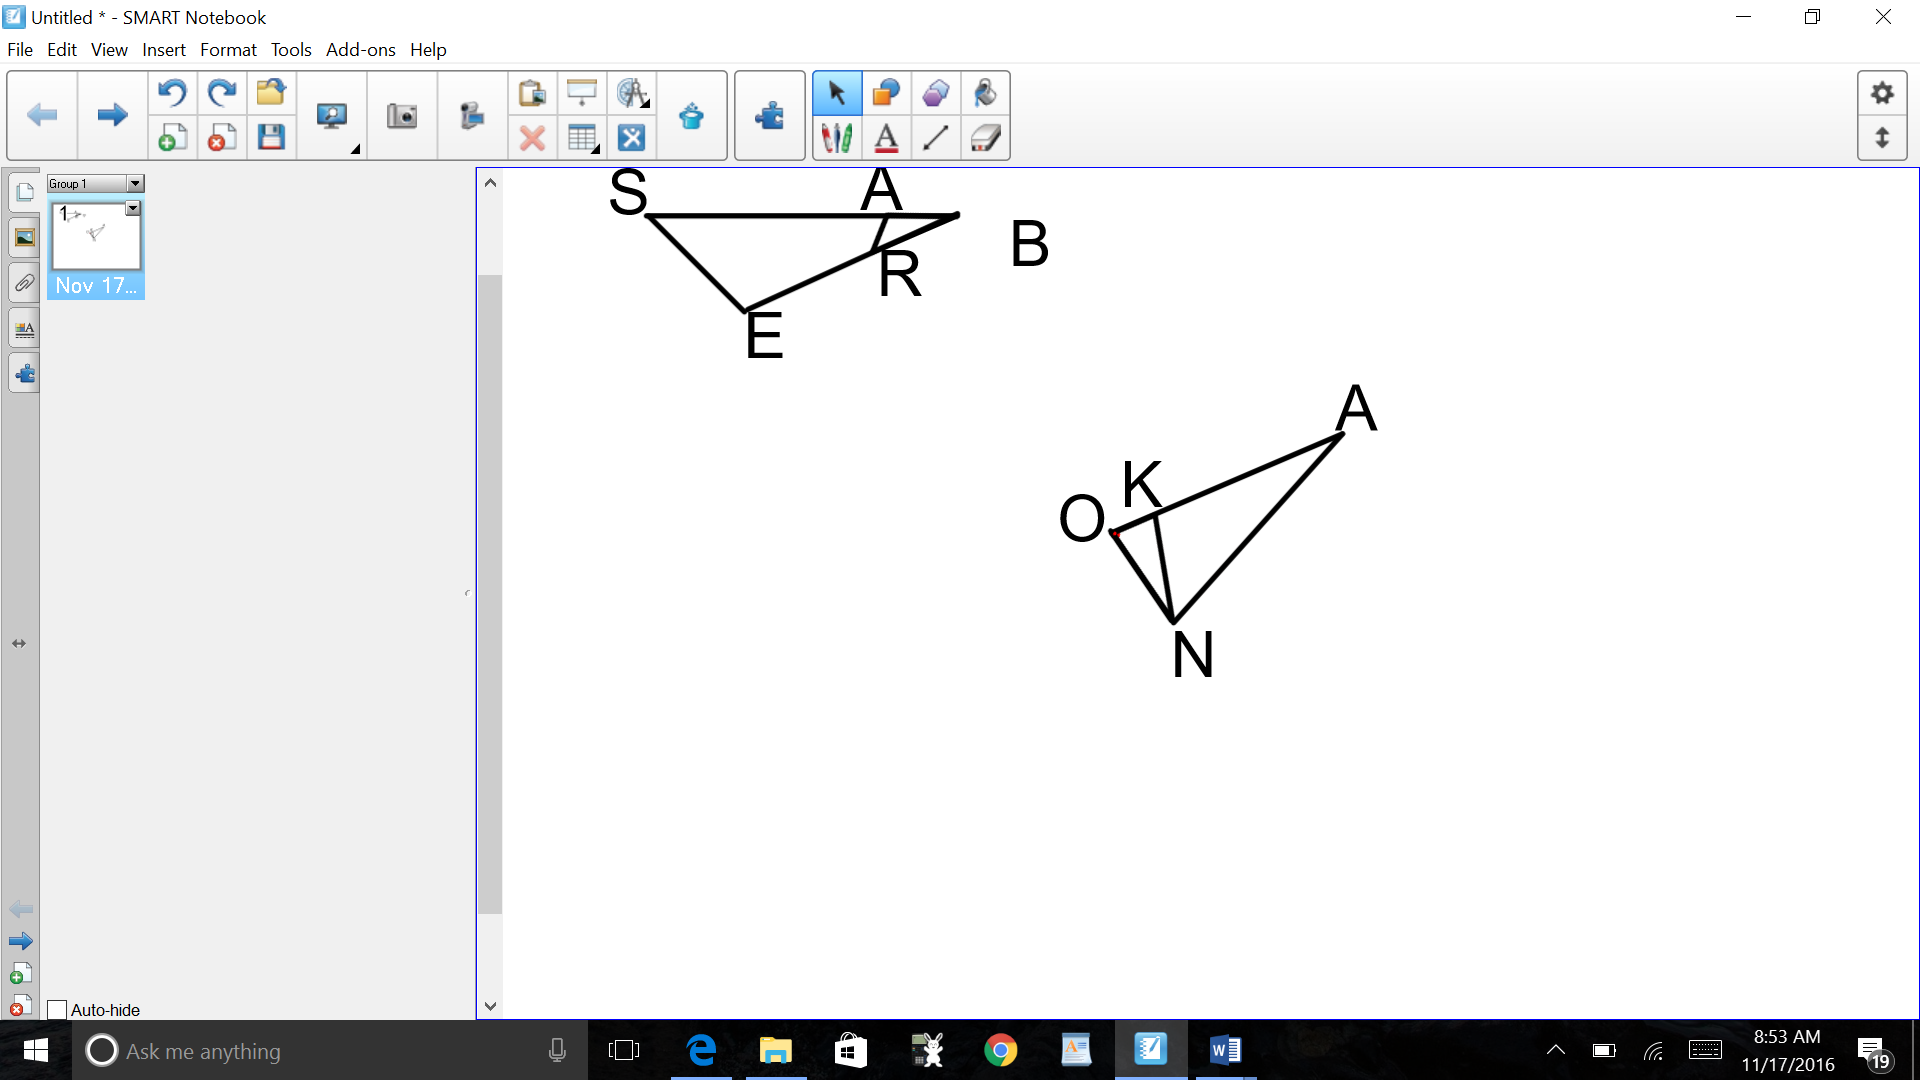 Untitled * - SMART Notebook
File Edit View Insert Format Tools Add-ons Help
Group 1
1
Nov 17...
S
A
B
R
E
A
K
O
N
Auto-hide
Ask me anything
8:53 AM
11/17/2016
19